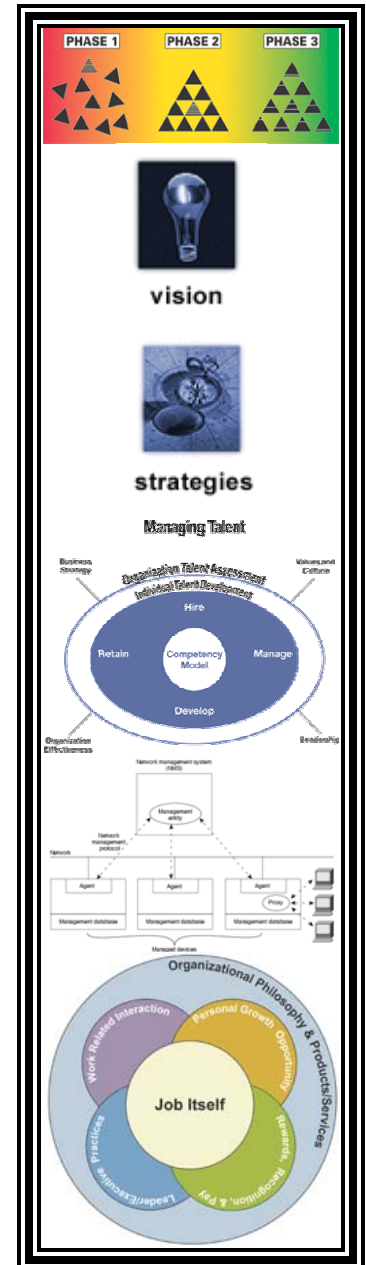 PHASE 1
PHASE 2
PHASE 3
vision
strategies
Managing Talent
Business
Strategy
Values and
Culture
Organization Talent Assessment
Individual Talent Development
Hire
Retain
Competency
Model
Manage
Develop
Organization
Effectiveness
Leadership
Network management system
(NMS)
Management
entity
Network
management
protocol
Network
Agent
Agent
Agent
Proxy
Management database
Management database
Management database
Managed devices
Organizational Philosophy & Products/Services
Work Related Interaction
Personal Growth Opportunity
Job Itself
Leader/Executive Practices
Rewards, Recognition, & Pay